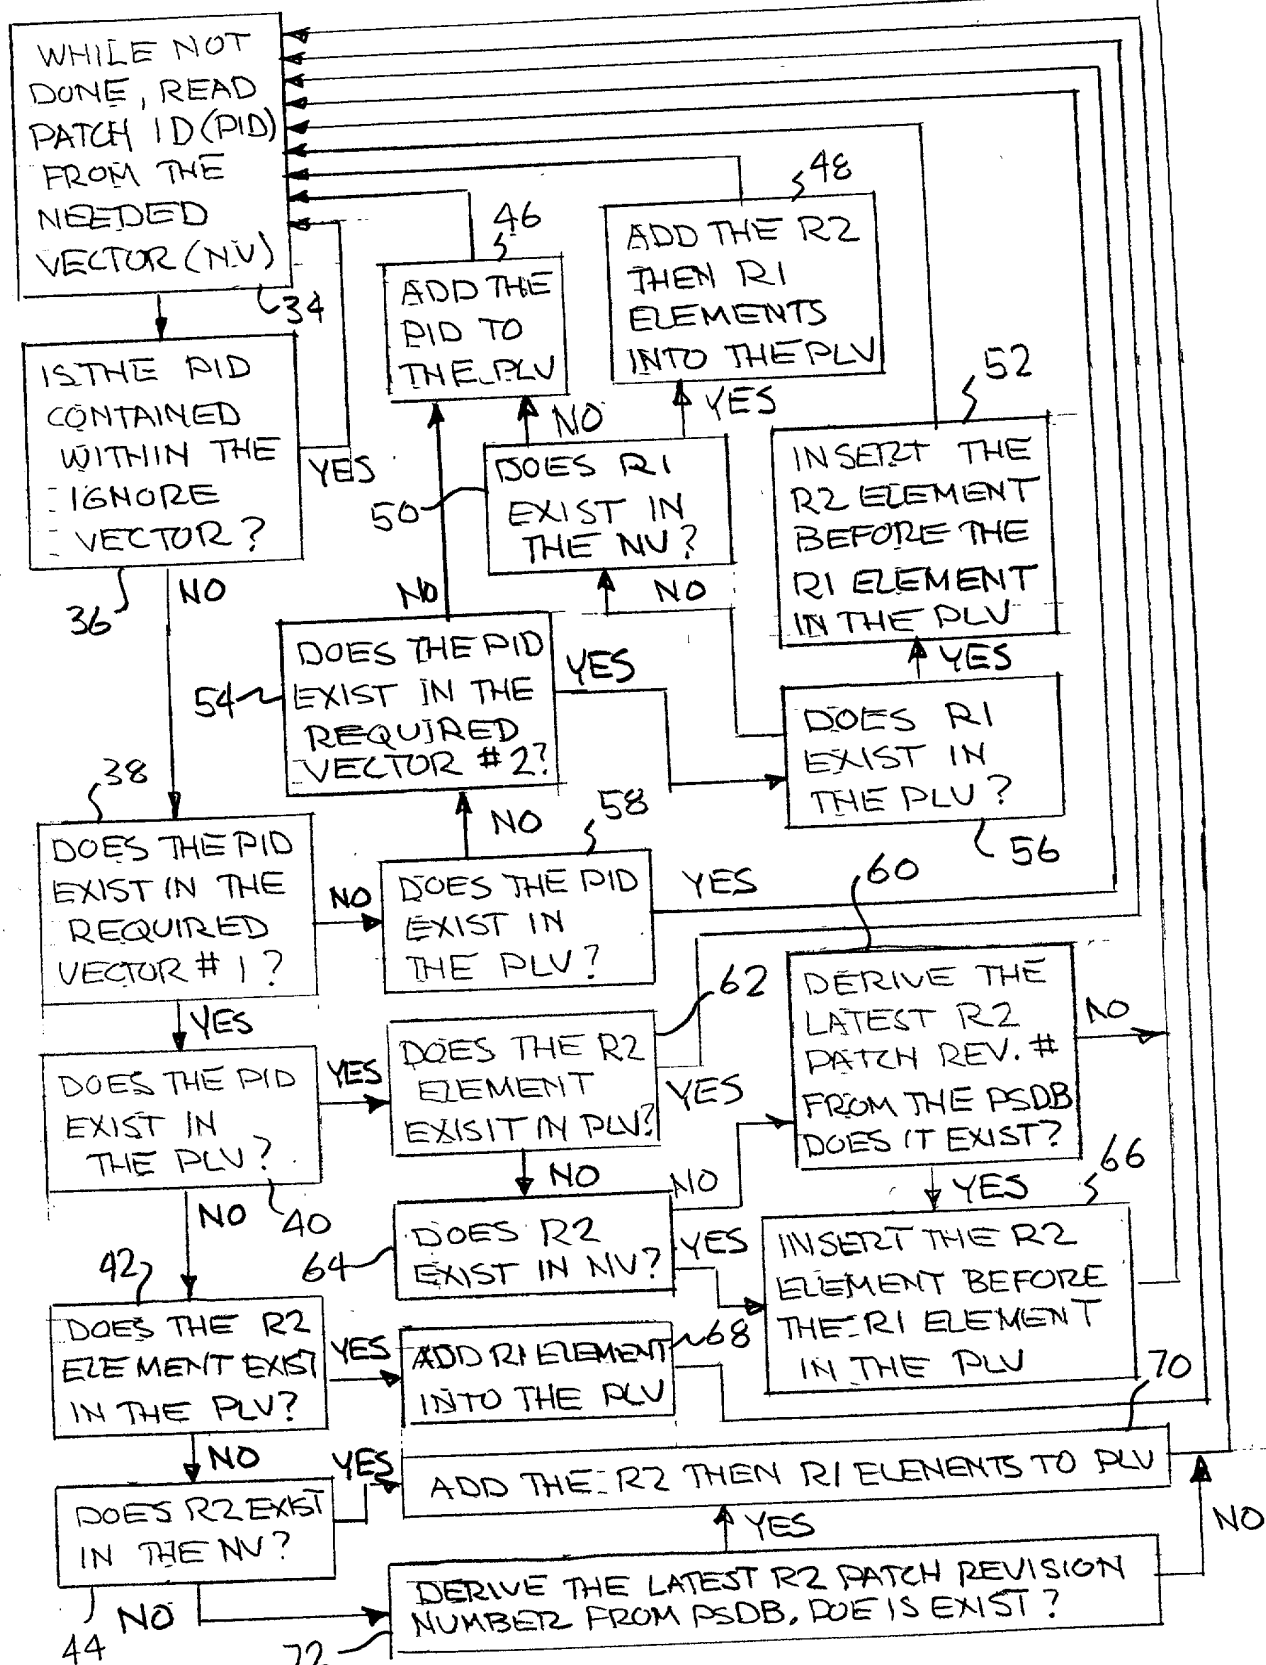 WHILE NOT
DONE, READ
PATCH ID (PID)
FROM THE
NEEDED
VECTOR (NV)
34
IS THE PID
CONTAINED
WITHIN THE
IGNORE
VECTOR?
YES
36
NO
46
ADD THE
PID TO
THE PLV
NO
NO
48
ADD THE R2
THEN R1
ELEMENTS
INTO THE PLV
YES
50
DOES R1
EXIST IN
THE NV?
NO
52
INSERT THE
R2 ELEMENT
BEFORE THE
R1 ELEMENT
IN THE PLV
YES
54
DOES THE PID
EXIST IN THE
REQUIRED
VECTOR #2?
YES
NO
DOES R1
EXIST IN
THE PLV?
56
38
DOES THE PID
EXIST IN THE
REQUIRED
VECTOR #1?
NO
YES
58
DOES THE PID
EXIST IN
THE PLV?
YES
60
DERIVE THE
LATEST R2
PATCH REV. #
FROM THE PSDB
DOES IT EXIST?
NO
YES
DOES THE PID
EXIST IN
THE PLV?
YES
40
NO
62
DOES THE R2
ELEMENT
EXISIT IN PLV?
YES
NO
64
DOES R2
EXIST IN NV?
NO
YES
66
INSERT THE R2
ELEMENT BEFORE
THE R1 ELEMENT
IN THE PLV
42
DOES THE R2
ELEMENT EXIST
IN THE PLV?
YES
NO
68
ADD R1 ELEMENT
INTO THE PLV
70
ADD THE R2 THEN R1 ELENENTS TO PLV
YES
NO
DOES R2 EXIST
IN THE NV?
YES
44
NO
DERIVE THE LATEST R2 PATCH REVISION
NUMBER FROM PSDB. DOE IS EXIST?
72